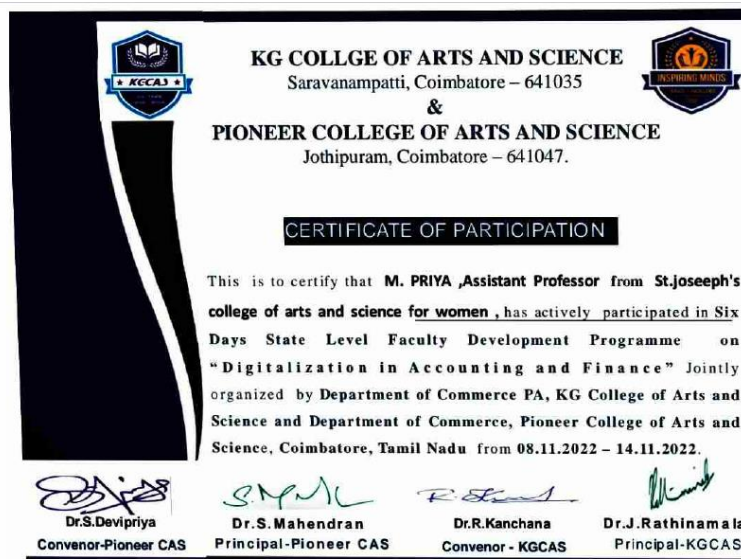 KGCAS
INSPIRING MINDS
KG COLLGE OF ARTS AND SCIENCE
Saravanampatti, Coimbatore – 641035
&
PIONEER COLLEGE OF ARTS AND SCIENCE
Jothipuram, Coimbatore – 641047.
CERTIFICATE OF PARTICIPATION
This is to certify that M. PRIYA ,Assistant Professor from St.joseeph's
college of arts and science for women , has actively participated in Six
Days State Level Faculty Development Programme on
“Digitalization in Accounting and Finance” Jointly
organized by Department of Commerce PA, KG College of Arts and
Science and Department of Commerce, Pioneer College of Arts and
Science, Coimbatore, Tamil Nadu from 08.11.2022 – 14.11.2022.
Dr.S.Devipriya Dr.S.Mahendran Dr.R.Kanchana Dr.J.Rathinamala
Convenor-Pioneer CAS Principal-Pioneer CAS Convenor - KGCAS Principal-KGCAS